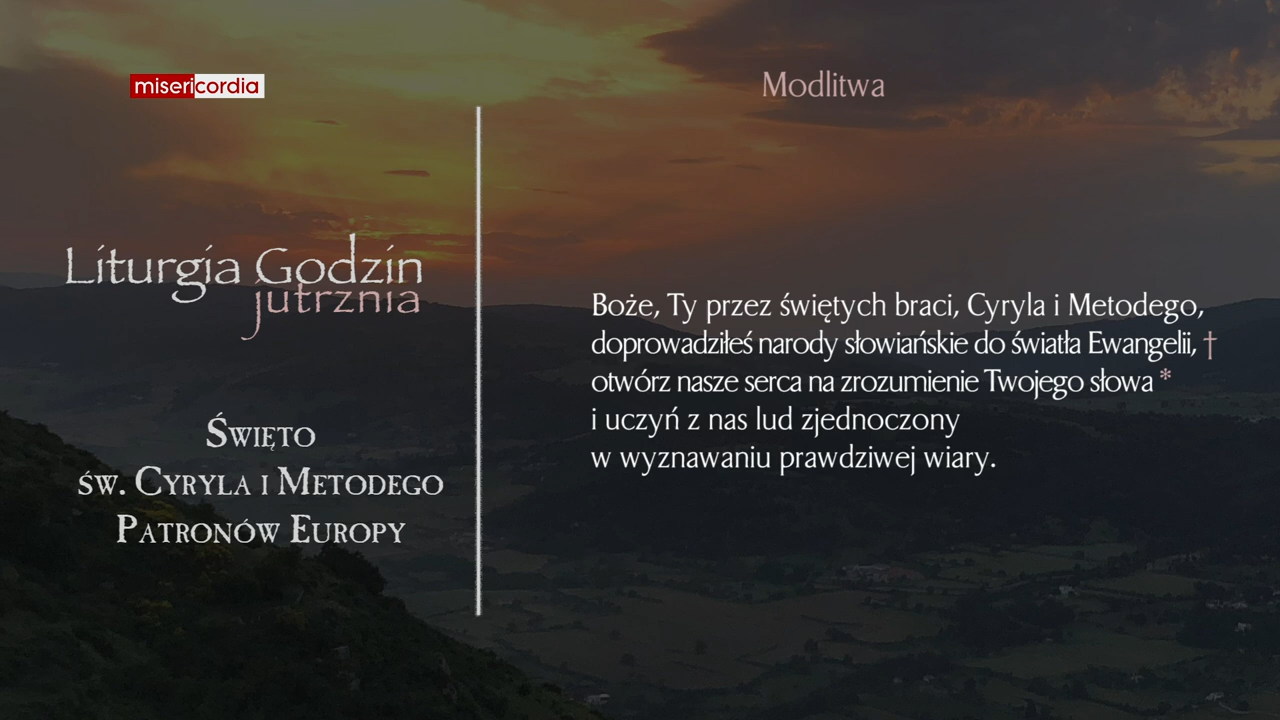 misericordia
Liturgia Godzin
jutrznia
Święto
św. Cyryla i Metodego
Patronów Europy
Modlitwa
Boże, Ty przez świętych braci, Cyryla i Metodego,
doprowadziłeś narody słowiańskie do światła Ewangelii, †
otwórz nasze serca na zrozumienie Twojego słowa *
i uczyń z nas lud zjednoczony
w wyznawaniu prawdziwej wiary.